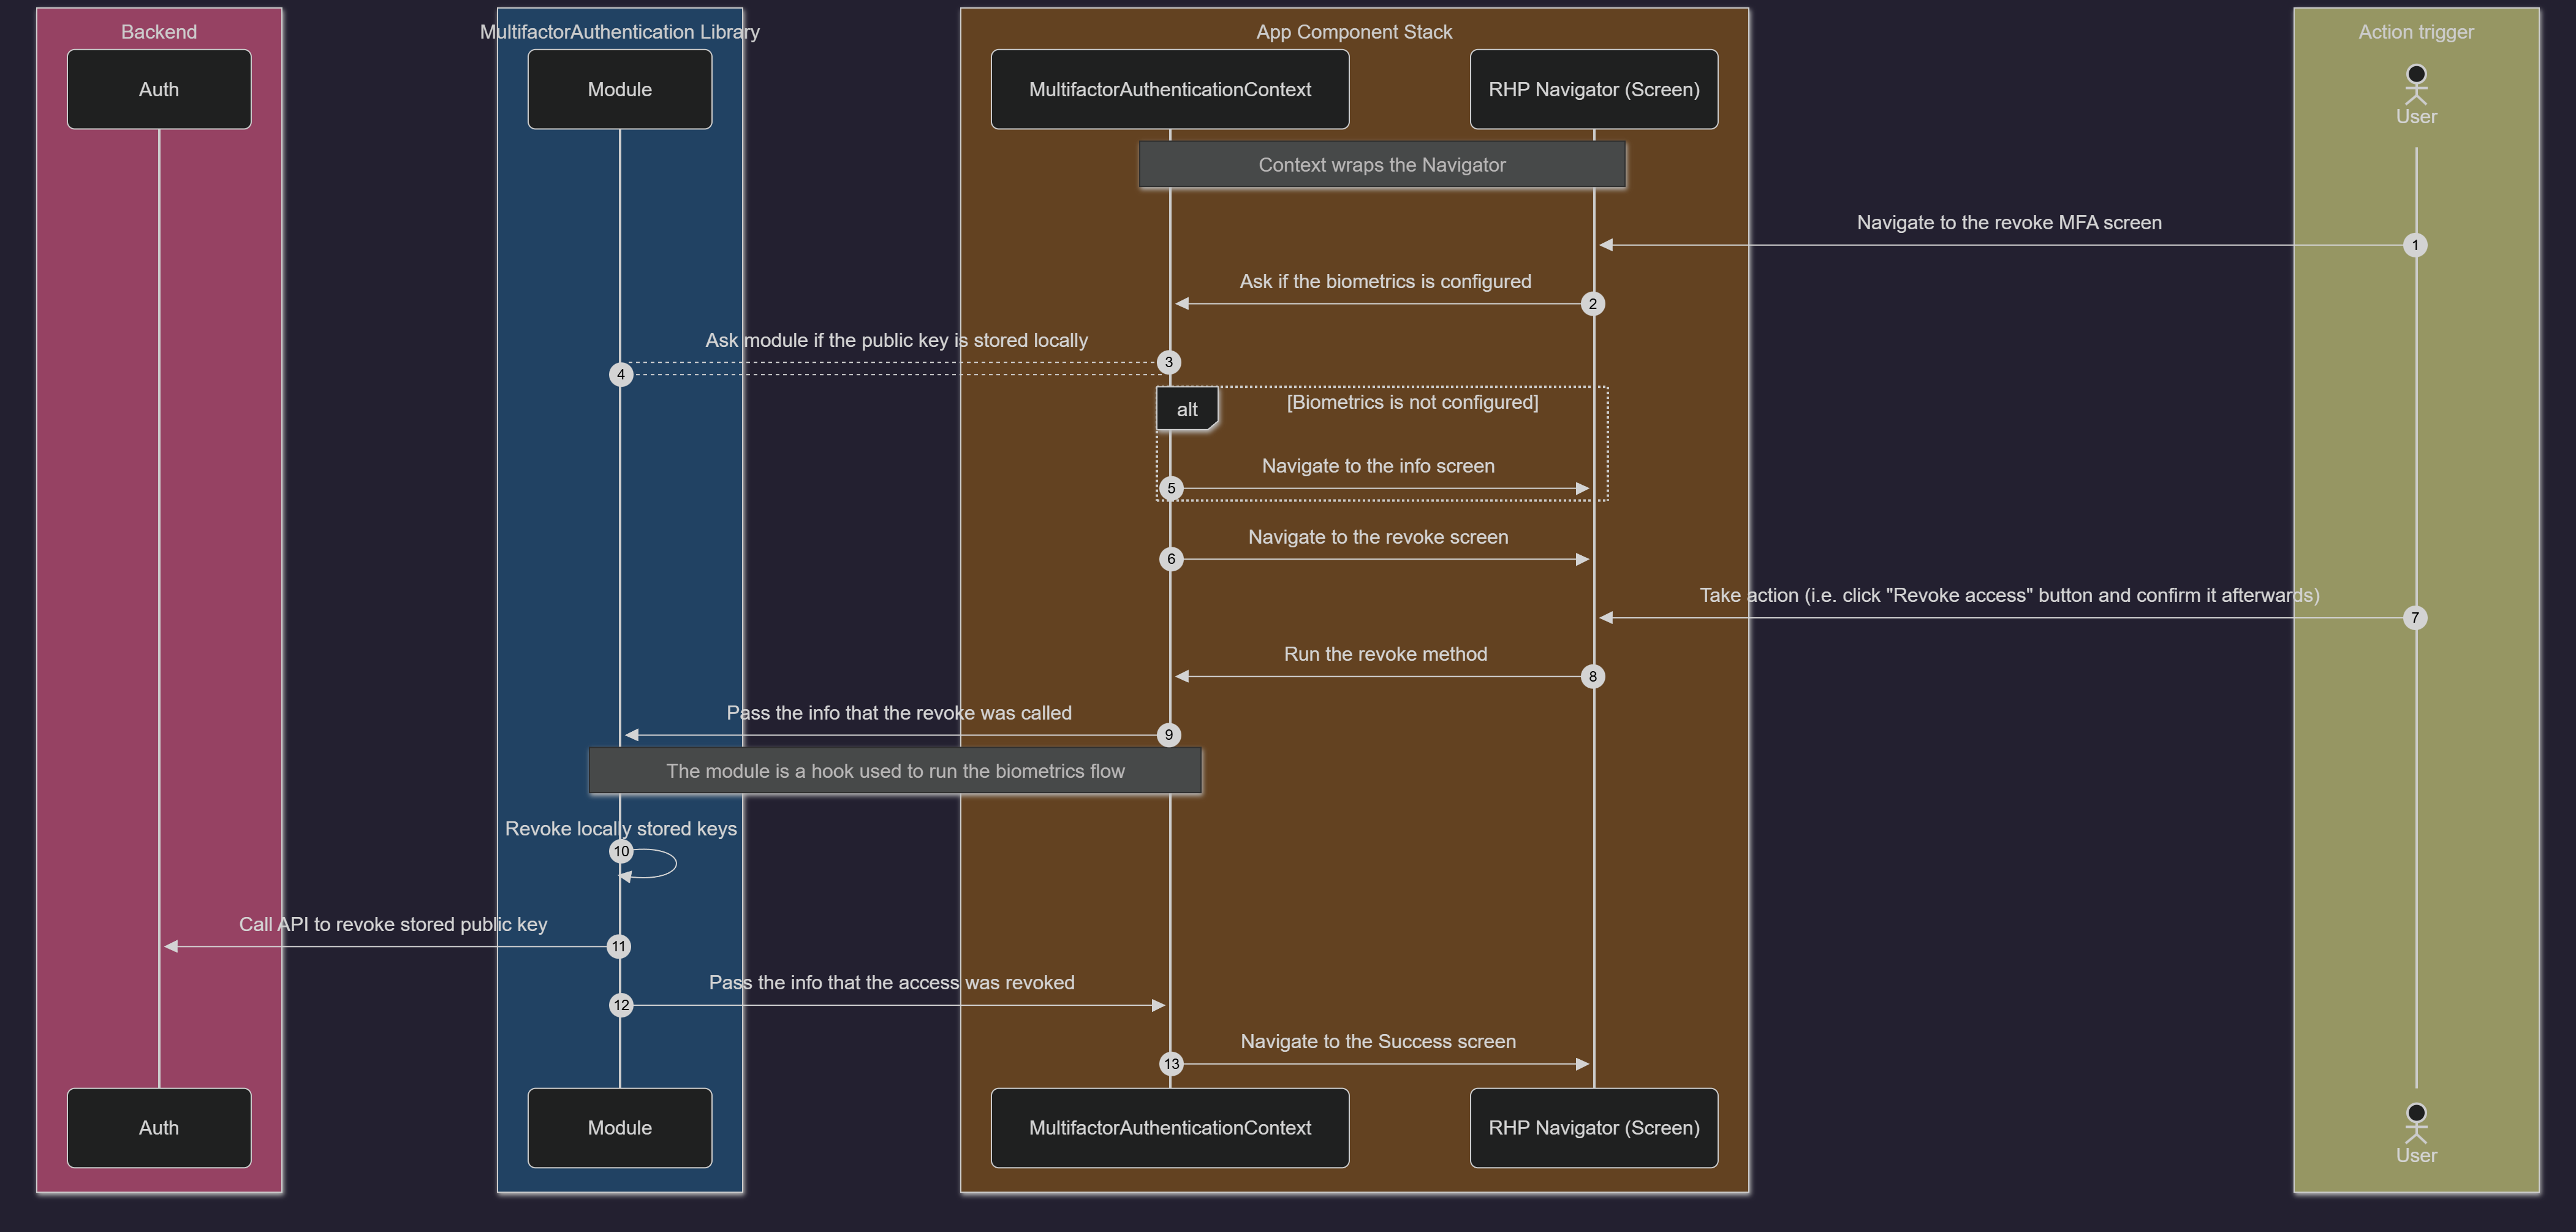 Backend
MultifactorAuthentication Library
App Component Stack
Action trigger
Auth
Module
MultifactorAuthenticationContext
RHP Navigator (Screen)
User
Context wraps the Navigator
Navigate to the revoke MFA screen
1
Ask if the biometrics is configured
2
Ask module if the public key is stored locally
3
4
alt
[Biometrics is not configured]
Navigate to the info screen
5
Navigate to the revoke screen
6
Take action (i.e. click "Revoke access" button and confirm it afterwards)
7
Run the revoke method
8
Pass the info that the revoke was called
9
The module is a hook used to run the biometrics flow
Revoke locally stored keys
10
Call API to revoke stored public key
11
Pass the info that the access was revoked
12
Navigate to the Success screen
13
Auth
Module
MultifactorAuthenticationContext
RHP Navigator (Screen)
User